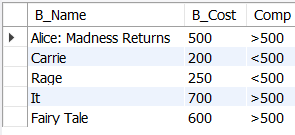 B_Name B_Cost Comp
Alice: Madness Returns 500 >500
Carrie 200 <500
Rage 250 <500
It 700 >500
Fairy Tale 600 >500